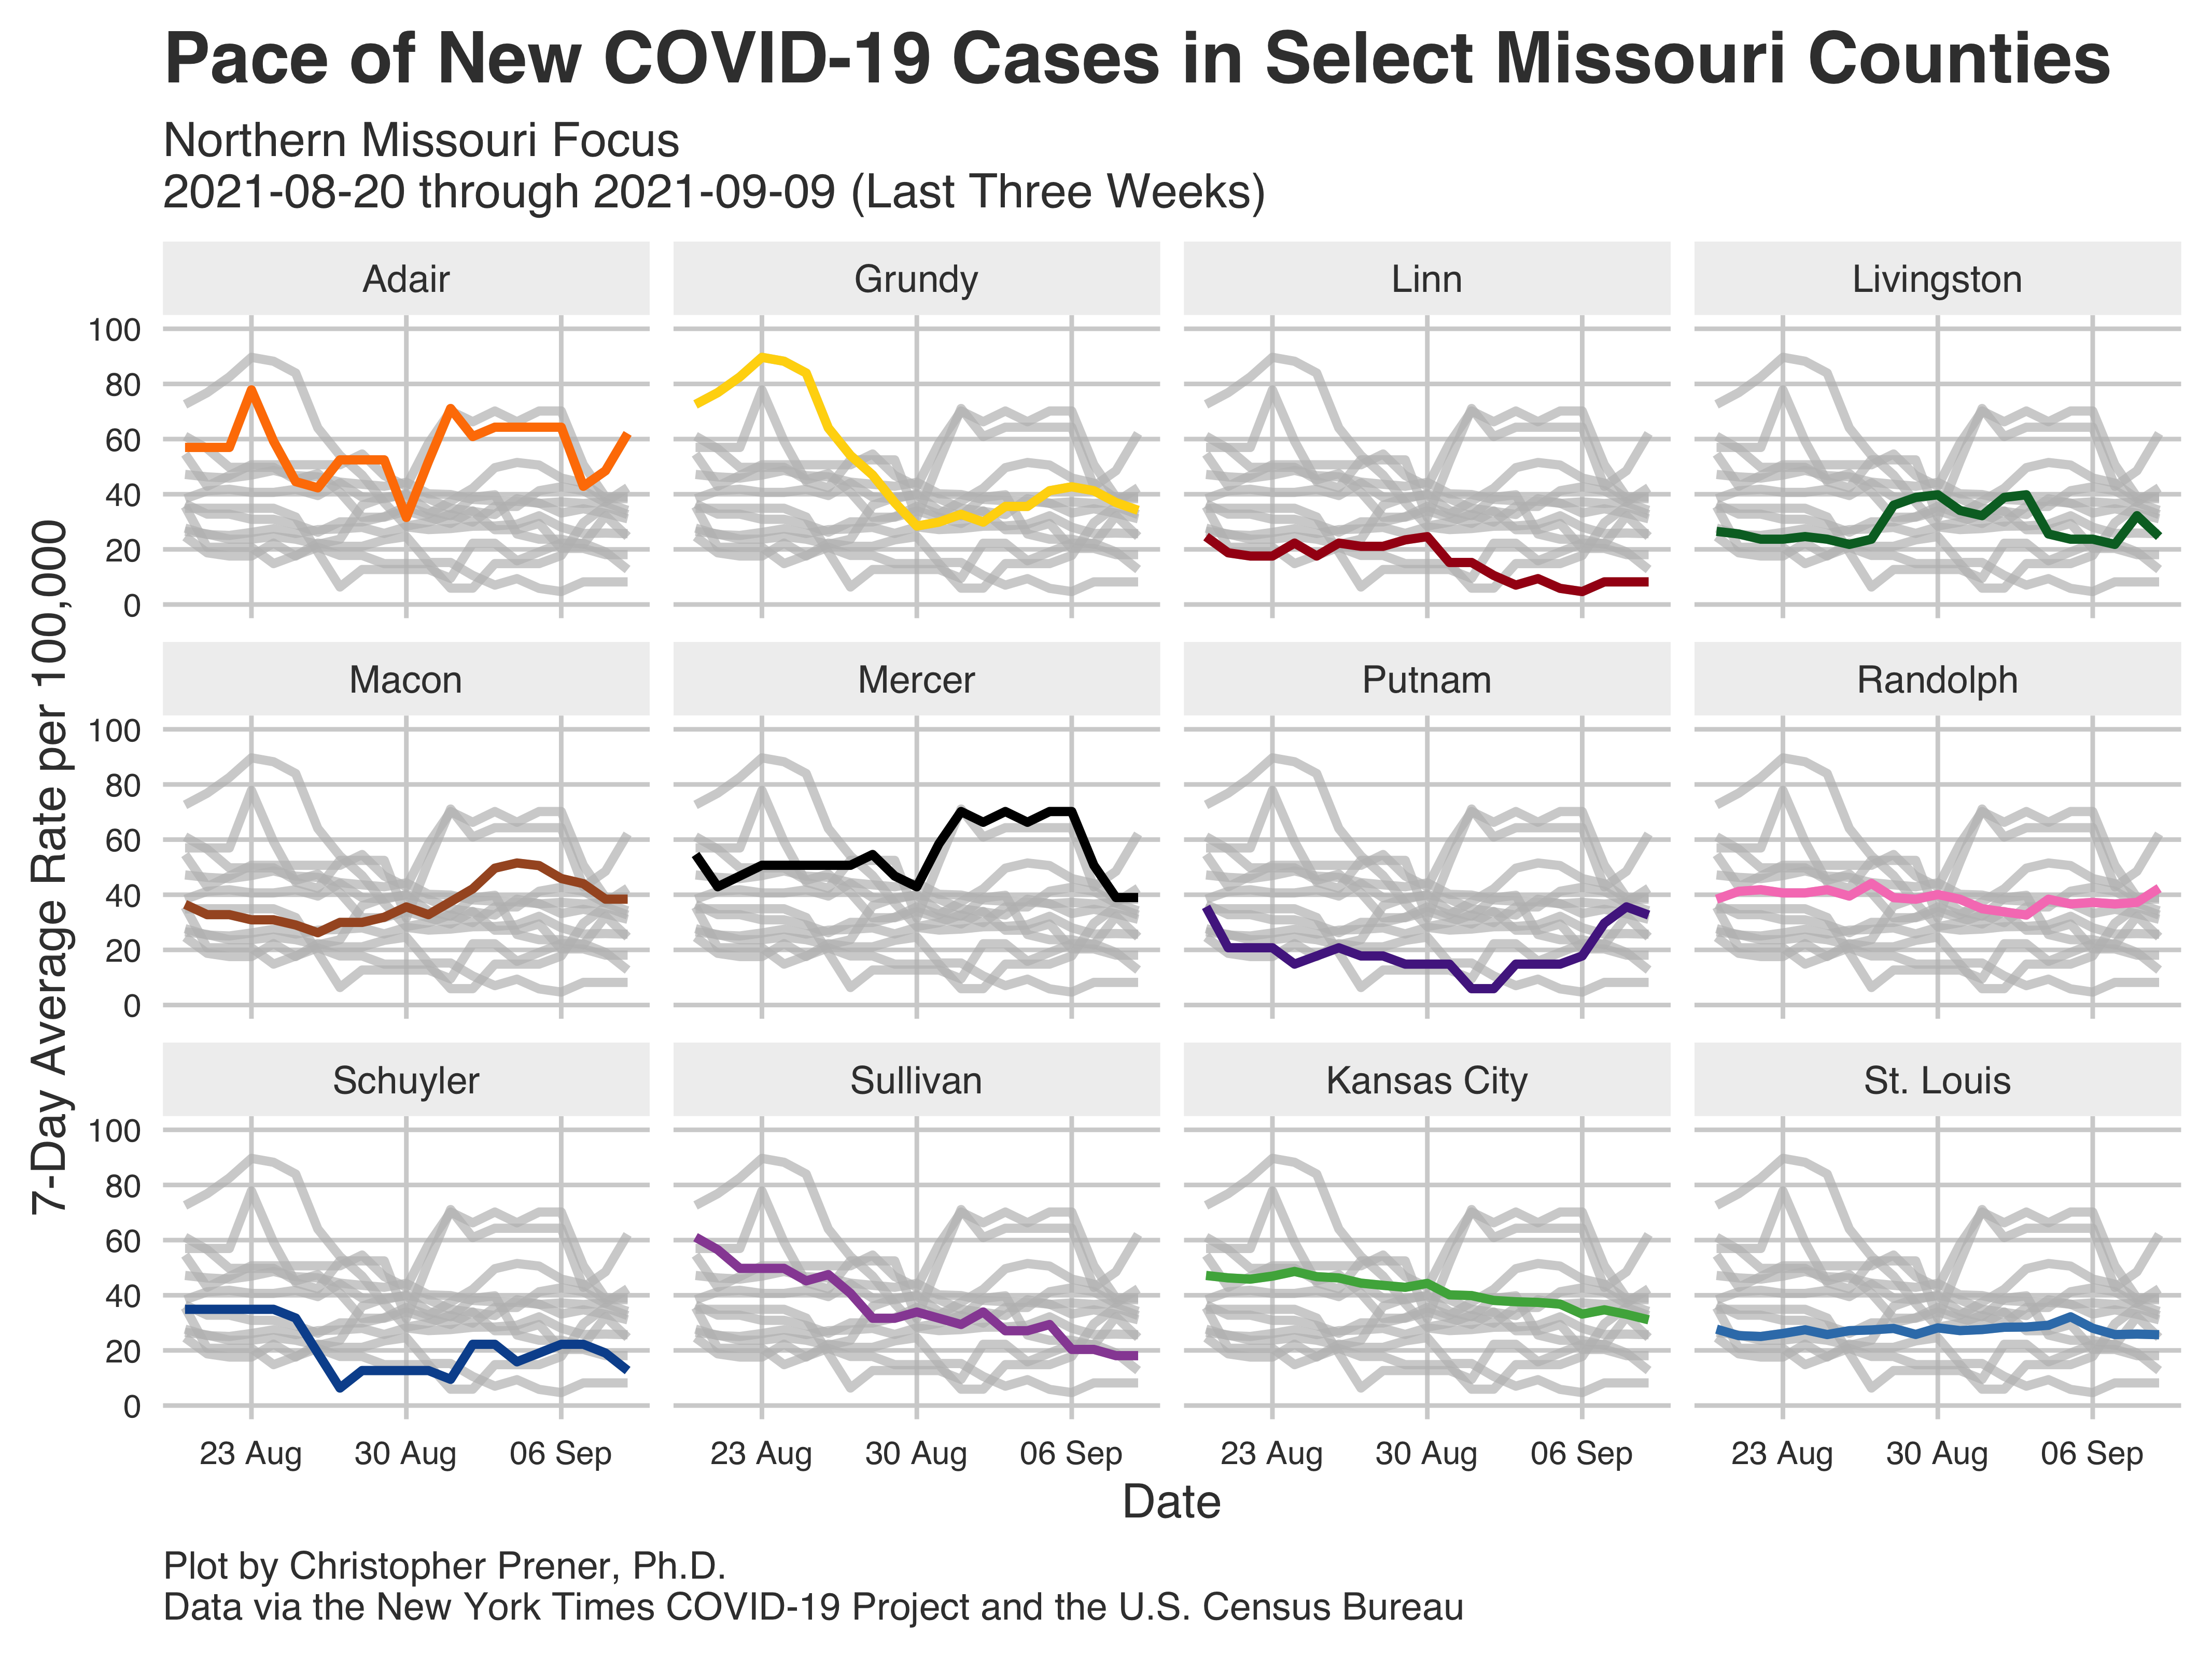 Pace of New COVID-19 Cases in Select Missouri Counties
Northern Missouri Focus
2021-08-20 through 2021-09-09 (Last Three Weeks)
7-Day Average Rate per 100,000
Adair
Grundy
Linn
Livingston
100
80
60
40
20
0
Macon
Mercer
Putnam
Randolph
100
80
60
40
20
0
Schuyler
Sullivan
Kansas City
St. Louis
100
80
60
40
20
0
23 Aug 30 Aug 06 Sep
23 Aug 30 Aug 06 Sep
23 Aug 30 Aug 06 Sep
23 Aug 30 Aug 06 Sep
Date
Plot by Christopher Prener, Ph.D.
Data via the New York Times COVID-19 Project and the U.S. Census Bureau